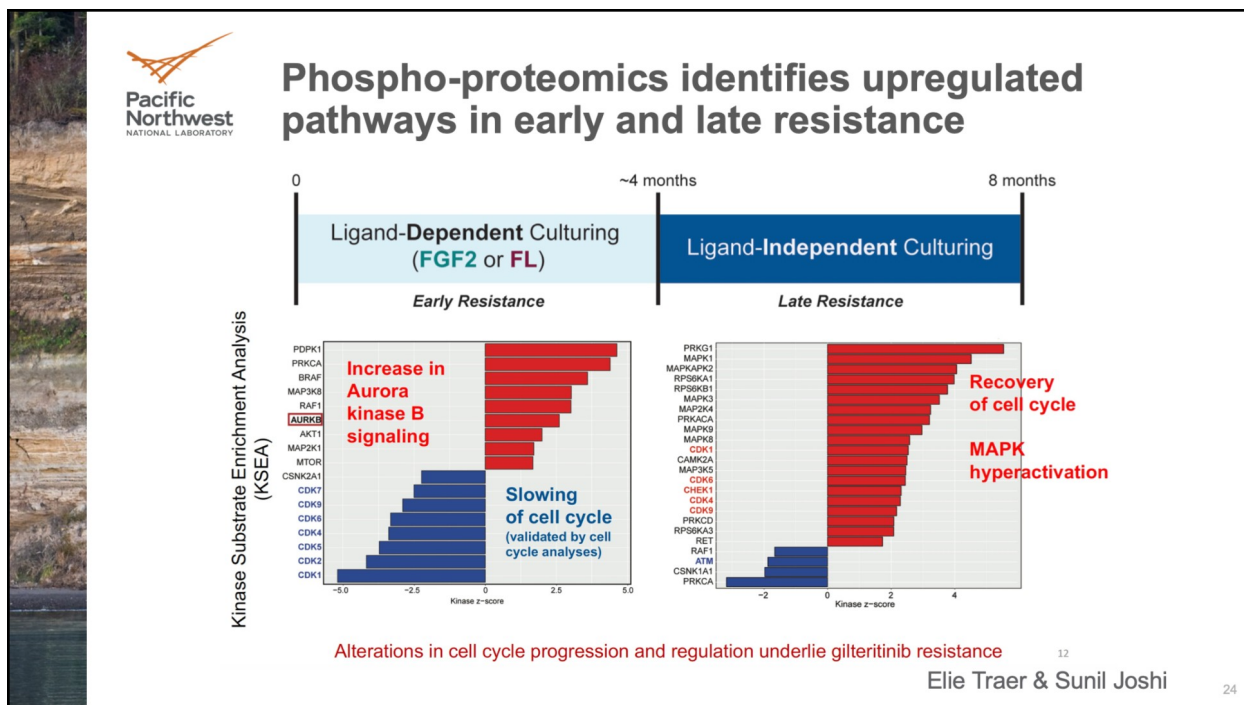 Pacific
Northwest
NATIONAL LABORATORY
Phospho-proteomics identifies upregulated
pathways in early and late resistance
0
~4 months
8 months
Ligand-Dependent Culturing
(FGF2 or FL)
Ligand-Independent Culturing
Early Resistance
Late Resistance
Kinase Substrate Enrichment Analysis
(KSEA)
PDPK1
PRKCA
BRAF
MAP3K8
RAF1
AURKB
AKT1
MAP2K1
MTOR
CSNK2A1
CDK7
CDK9
CDK6
CDK4
CDK5
CDK2
CDK1
Increase in
Aurora
kinase B
signaling
Slowing
of cell cycle
(validated by cell
cycle analyses)
−5.0
−2.5
0
2.5
5.0
Kinase z-score
PRKG1
MAPK1
MAPKAPK2
RPS6KA1
RPS6KB1
MAPK3
MAP2K4
PRKACA
MAPK9
MAPK8
CDK1
CAMK2A
MAP3K5
CDK6
CHEK1
CDK4
CDK9
PRKCD
RPS6KA3
RET
RAF1
ATM
CSNK1A1
PRKCA
Recovery
of cell cycle
MAPK
hyperactivation
−2
0
2
4
Kinase z-score
Alterations in cell cycle progression and regulation underlie gilteritinib resistance
12
Elie Traer & Sunil Joshi
24